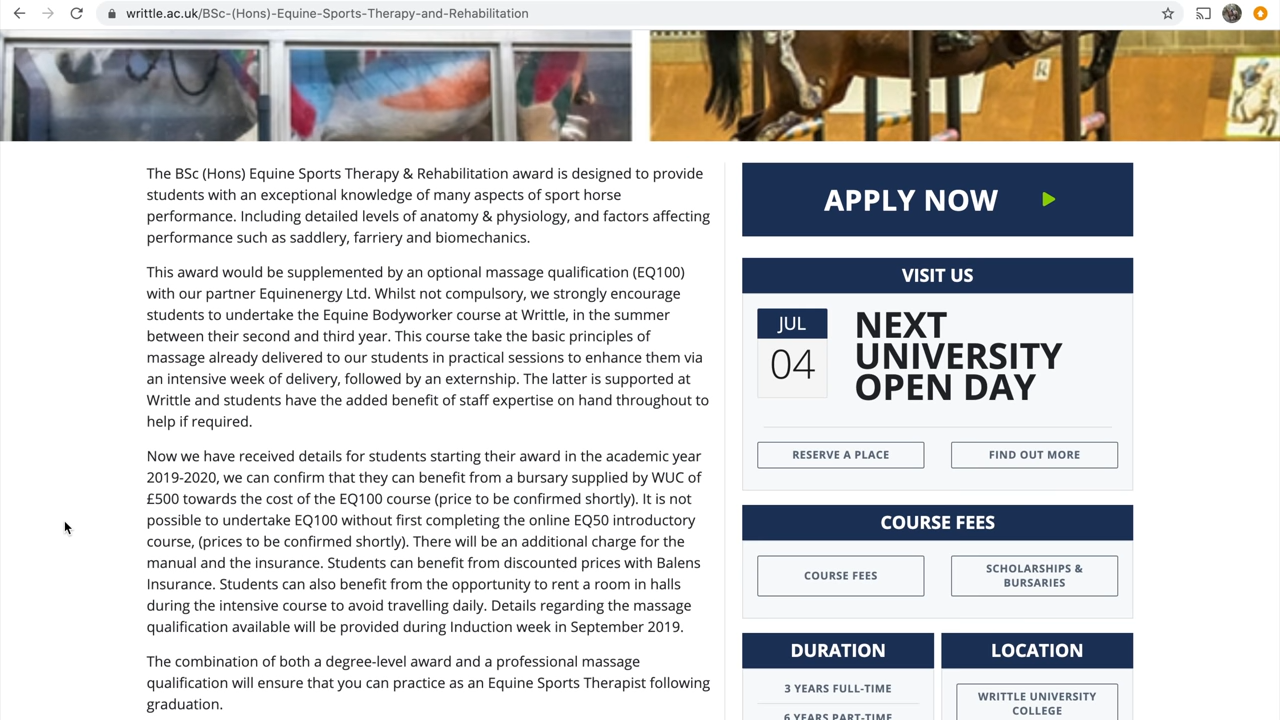 writtle.ac.uk/BSc-(Hons)-Equine-Sports-Therapy-and-Rehabilitation
The BSc (Hons) Equine Sports Therapy & Rehabilitation award is designed to provide
students with an exceptional knowledge of many aspects of sport horse
performance. Including detailed levels of anatomy & physiology, and factors affecting
performance such as saddlery, farriery and biomechanics.
This award would be supplemented by an optional massage qualification (EQ100)
with our partner Equinenergy Ltd. Whilst not compulsory, we strongly encourage
students to undertake the Equine Bodyworker course at Writtle, in the summer
between their second and third year. This course take the basic principles of
massage already delivered to our students in practical sessions to enhance them via
an intensive week of delivery, followed by an externship. The latter is supported at
Writtle and students have the added benefit of staff expertise on hand throughout to
help if required.
Now we have received details for students starting their award in the academic year
2019-2020, we can confirm that they can benefit from a bursary supplied by WUC of
£500 towards the cost of the EQ100 course (price to be confirmed shortly). It is not
possible to undertake EQ100 without first completing the online EQ50 introductory
course, (prices to be confirmed shortly). There will be an additional charge for the
manual and the insurance. Students can benefit from discounted prices with Balens
Insurance. Students can also benefit from the opportunity to rent a room in halls
during the intensive course to avoid travelling daily. Details regarding the massage
qualification available will be provided during Induction week in September 2019.
The combination of both a degree-level award and a professional massage
qualification will ensure that you can practice as an Equine Sports Therapist following
graduation.
APPLY NOW
VISIT US
JUL
04
NEXT
UNIVERSITY
OPEN DAY
RESERVE A PLACE
FIND OUT MORE
COURSE FEES
COURSE FEES
SCHOLARSHIPS &
BURSARIES
DURATION
3 YEARS FULL-TIME
6 YEARS PART-TIME
LOCATION
WRITTLE UNIVERSITY
COLLEGE